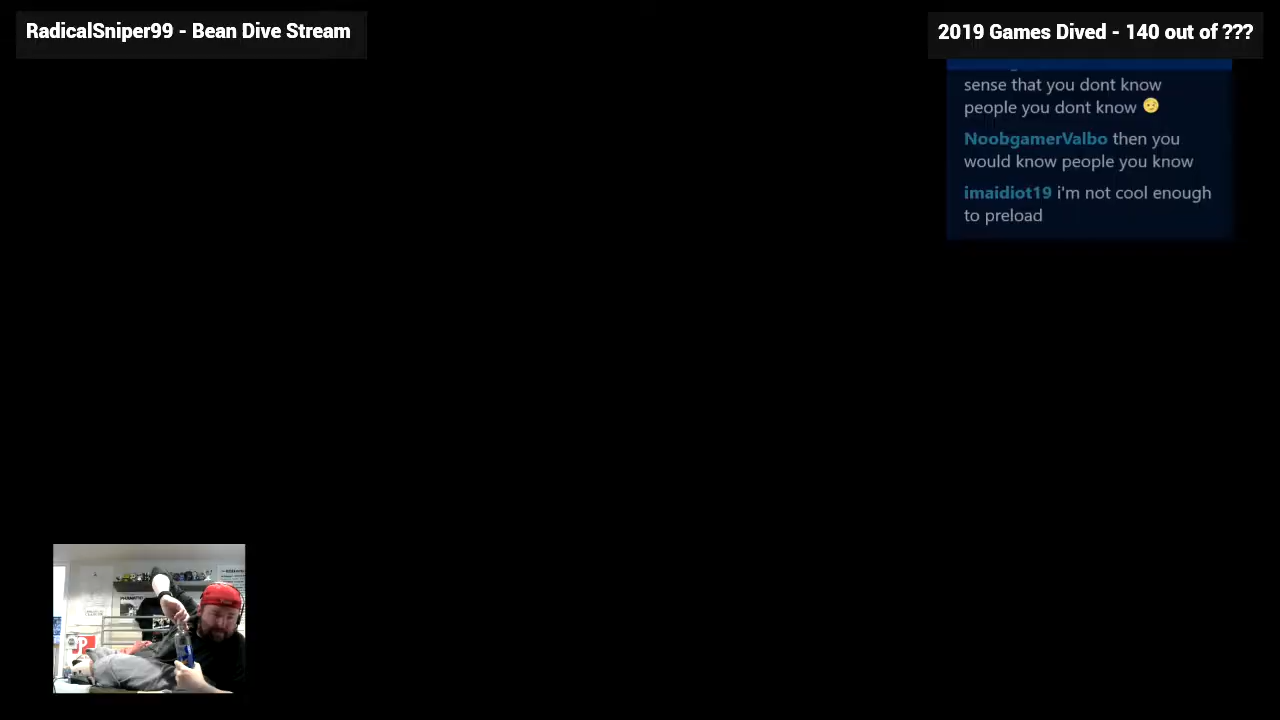 RadicalSniper99 - Bean Dive Stream
2019 Games Dived - 140 out of ???
sense that you dont know
people you dont know 🥺
NoobgamerValbo then you
would know people you know
imaidiot19 i'm not cool enough
to preload